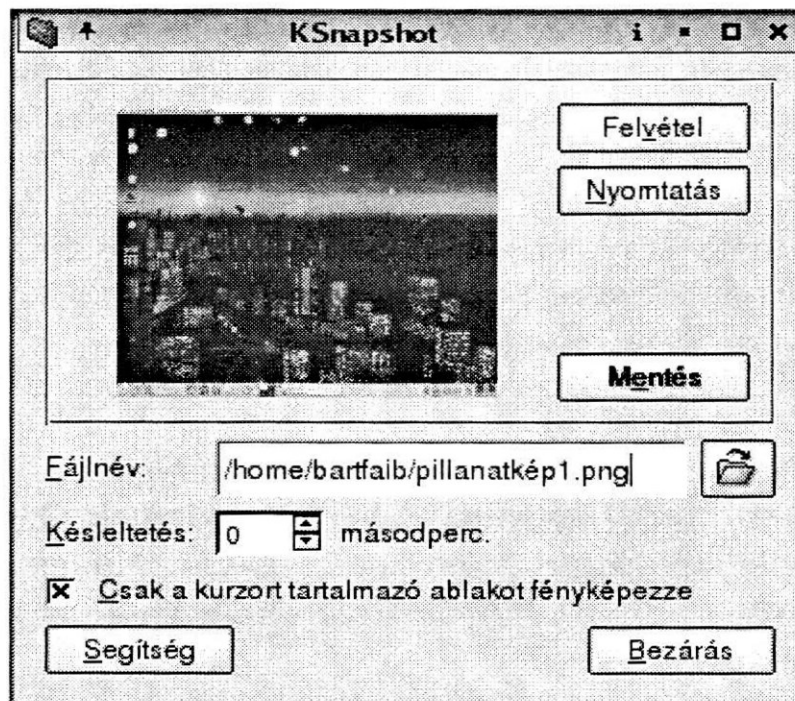 KSnapshot
Felvétel
Nyomtatás
Mentés
Fájlnév: /home/bartfaib/pillanatkép1.png
Késleltetés: 0 másodperc.
Csak a kurzort tartalmazó ablakot fényképezze
Segítség Bezárás